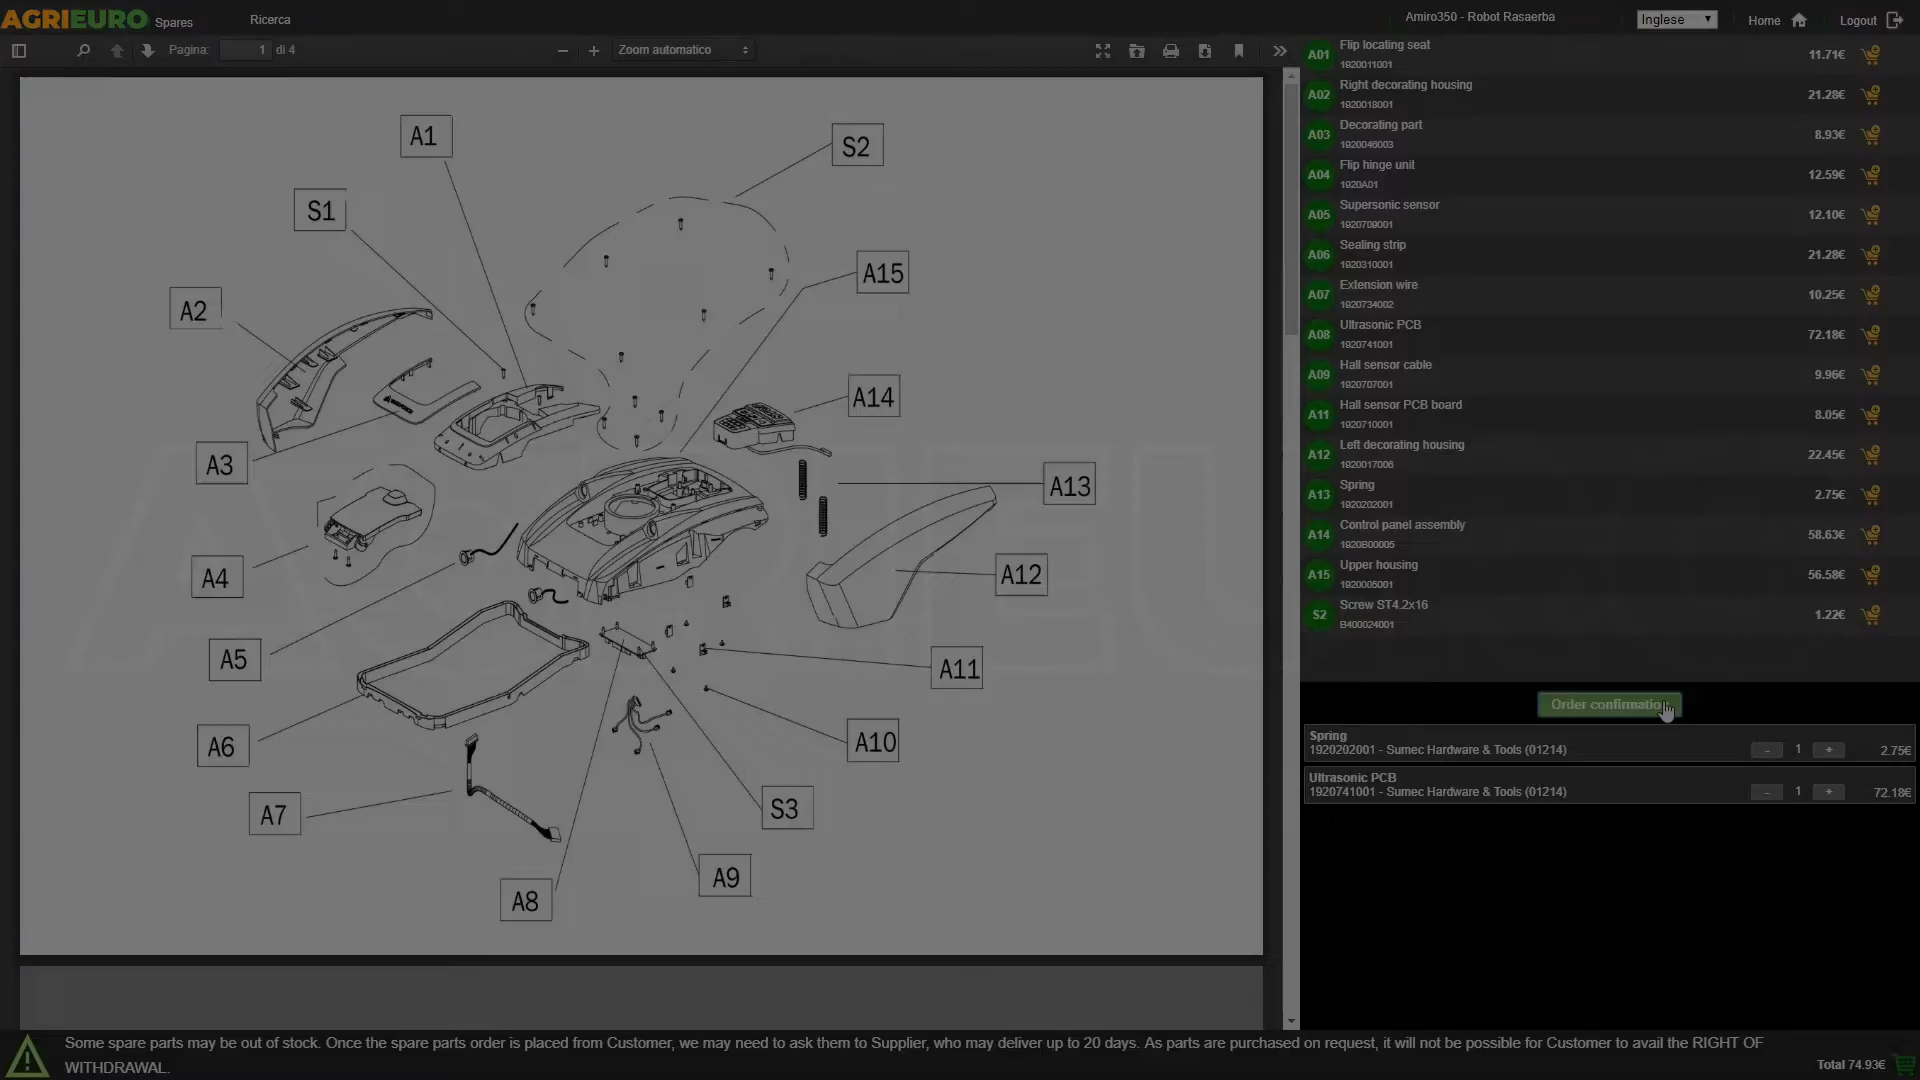 AGRIEURO Spares
Ricerca
Amiro350 - Robot Rasaerba
Inglese
Home
Logout
Pagina:
1
di 4
Zoom automatico
A1
S2
S1
A15
A2
A14
A3
A13
A4
A12
A5
A11
A6
A10
A7
S3
A9
A8
A01
Flip locating seat
1920011001
11.71€
A02
Right decorating housing
1920018001
21.28€
A03
Decorating part
1920046003
8.93€
A04
Flip hinge unit
1920A01
12.59€
A05
Supersonic sensor
1920709001
12.10€
A06
Sealing strip
1920310001
21.28€
A07
Extension wire
1920734002
10.25€
A08
Ultrasonic PCB
1920741001
72.18€
A09
Hall sensor cable
1920707001
9.96€
A11
Hall sensor PCB board
1920710001
8.05€
A12
Left decorating housing
1920017006
22.45€
A13
Spring
1920202001
2.75€
A14
Control panel assembly
1920B00005
58.63€
A15
Upper housing
1920005001
56.58€
S2
Screw ST4.2x16
B400024001
1.22€
Order confirmation
Spring
1920202001 - Sumec Hardware & Tools (01214)
- 1 + 2.75€
Ultrasonic PCB
1920741001 - Sumec Hardware & Tools (01214)
- 1 + 72.18€
Some spare parts may be out of stock. Once the spare parts order is placed from Customer, we may need to ask them to Supplier, who may deliver up to 20 days. As parts are purchased on request, it will not be possible for Customer to avail the RIGHT OF
WITHDRAWAL.
Total 74.93€